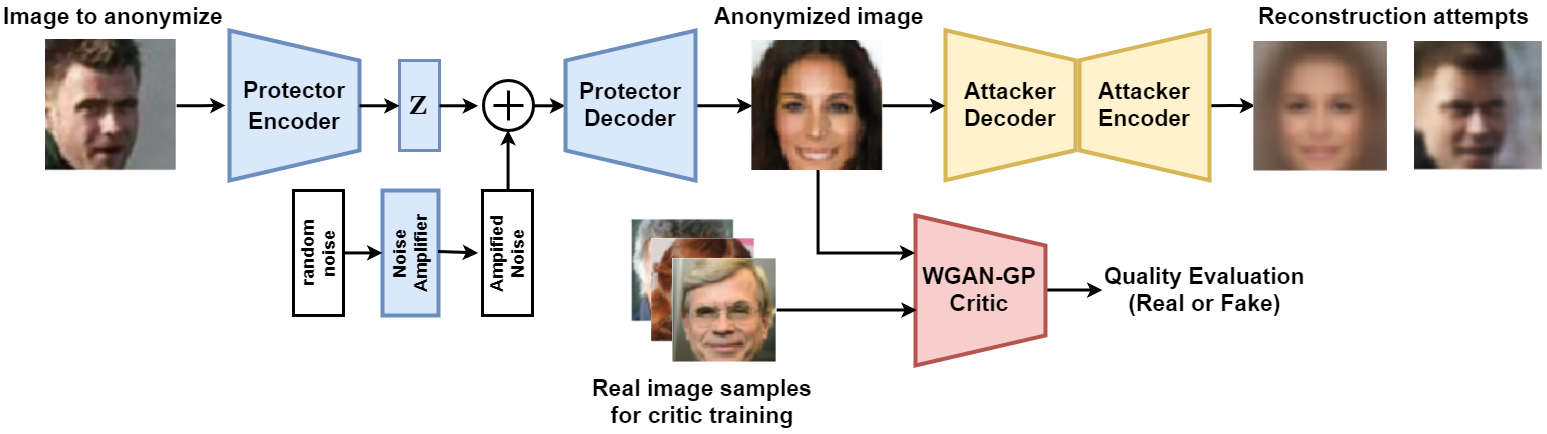 Image to anonymize
Anonymized image
Reconstruction attempts
Protector
Encoder
Z
Protector
Decoder
Attacker
Decoder
Attacker
Encoder
random
noise
Noise
Amplifier
Ampified
Noise
WGAN-GP
Critic
Quality Evaluation
(Real or Fake)
Real image samples
for critic training